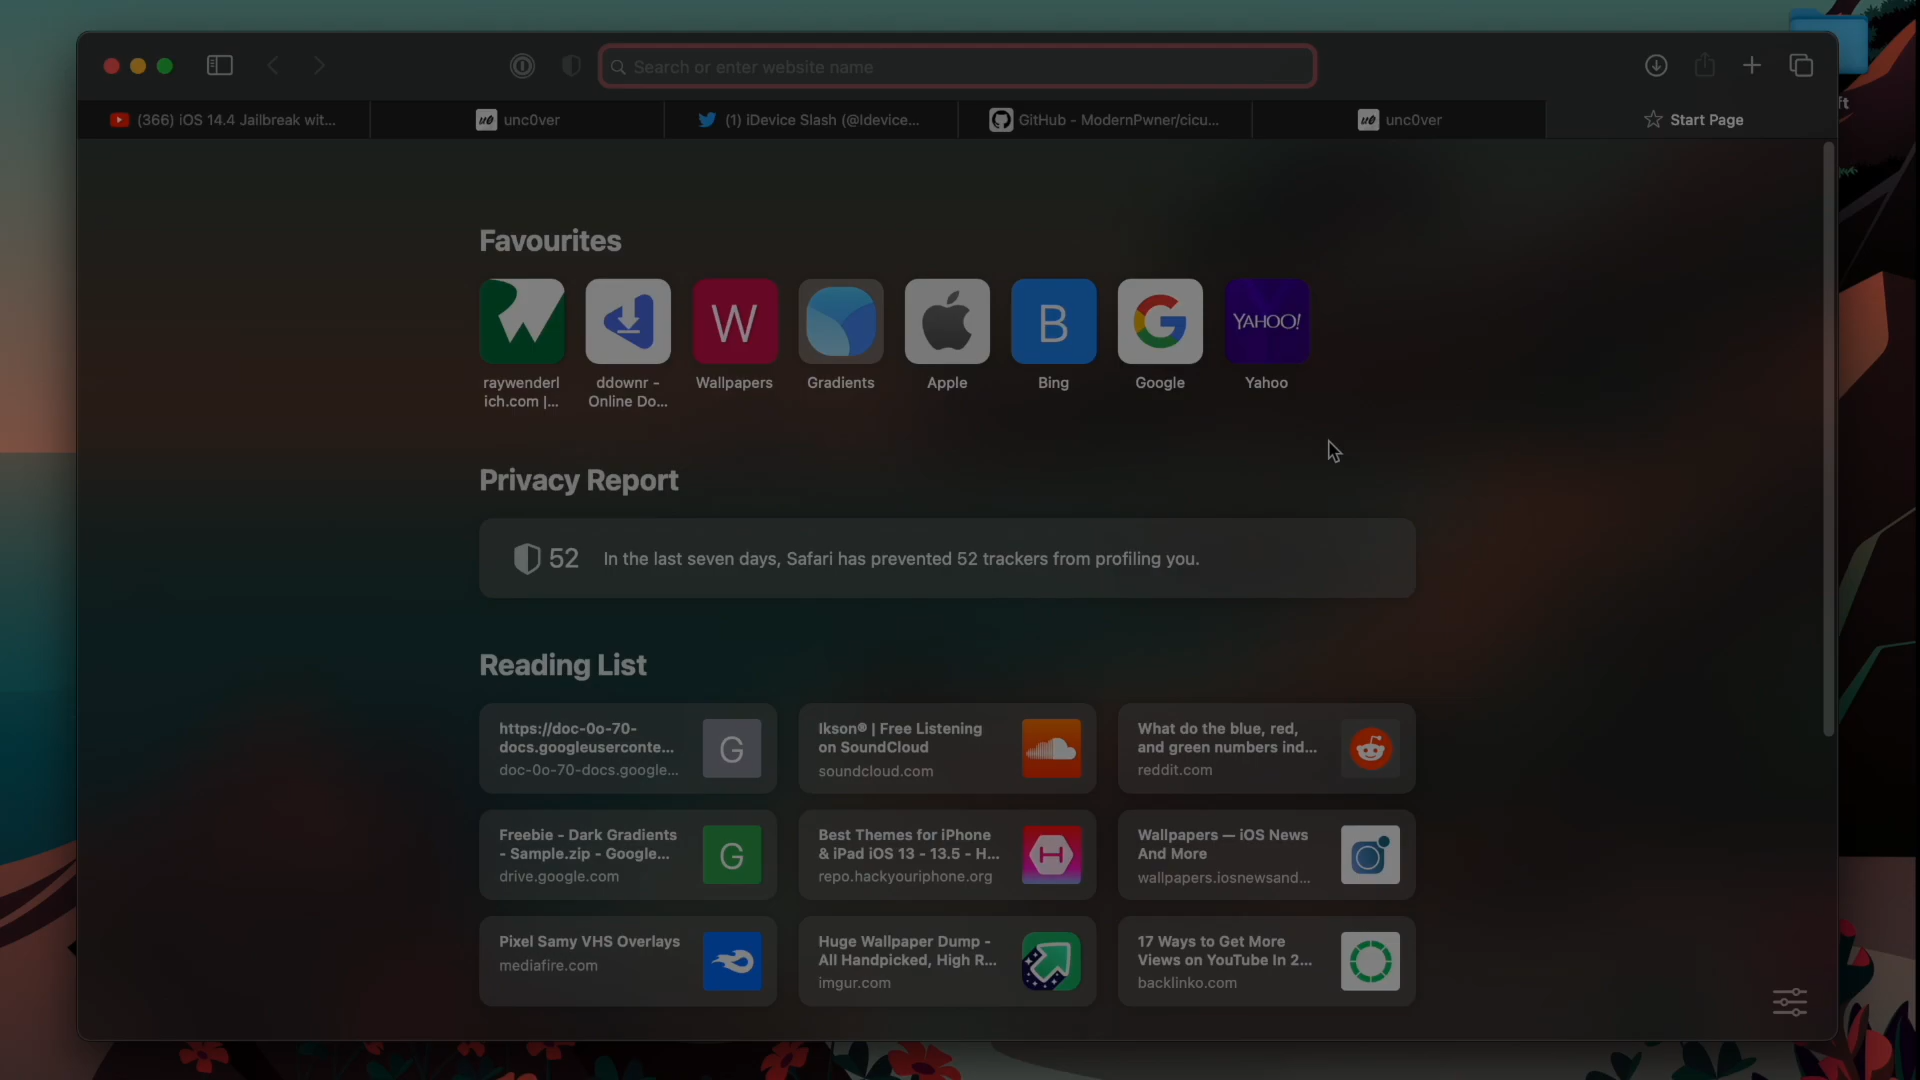 Search or enter website name
ft
(366) iOS 14.4 Jailbreak wit...
unc0ver
(1) iDevice Slash (@Idevice...
GitHub - ModernPwner/cicu...
unc0ver
Start Page
Favourites
W
B
YAHOO!
raywenderl
ich.com |...
ddownr -
Online Do...
Wallpapers
Gradients
Apple
Bing
Google
Yahoo
Privacy Report
52
In the last seven days, Safari has prevented 52 trackers from profiling you.
Reading List
https://doc-0o-70-
docs.googleuserconte...
doc-0o-70-docs.google...
G
Ikson® | Free Listening
on SoundCloud
soundcloud.com
What do the blue, red,
and green numbers ind...
reddit.com
Freebie - Dark Gradients
- Sample.zip - Google...
drive.google.com
G
Best Themes for iPhone
& iPad iOS 13 - 13.5 - H...
repo.hackyouriphone.org
H
Wallpapers — iOS News
And More
wallpapers.iosnewsand...
Pixel Samy VHS Overlays
mediafire.com
Huge Wallpaper Dump -
All Handpicked, High R...
imgur.com
17 Ways to Get More
Views on YouTube In 2...
backlinko.com